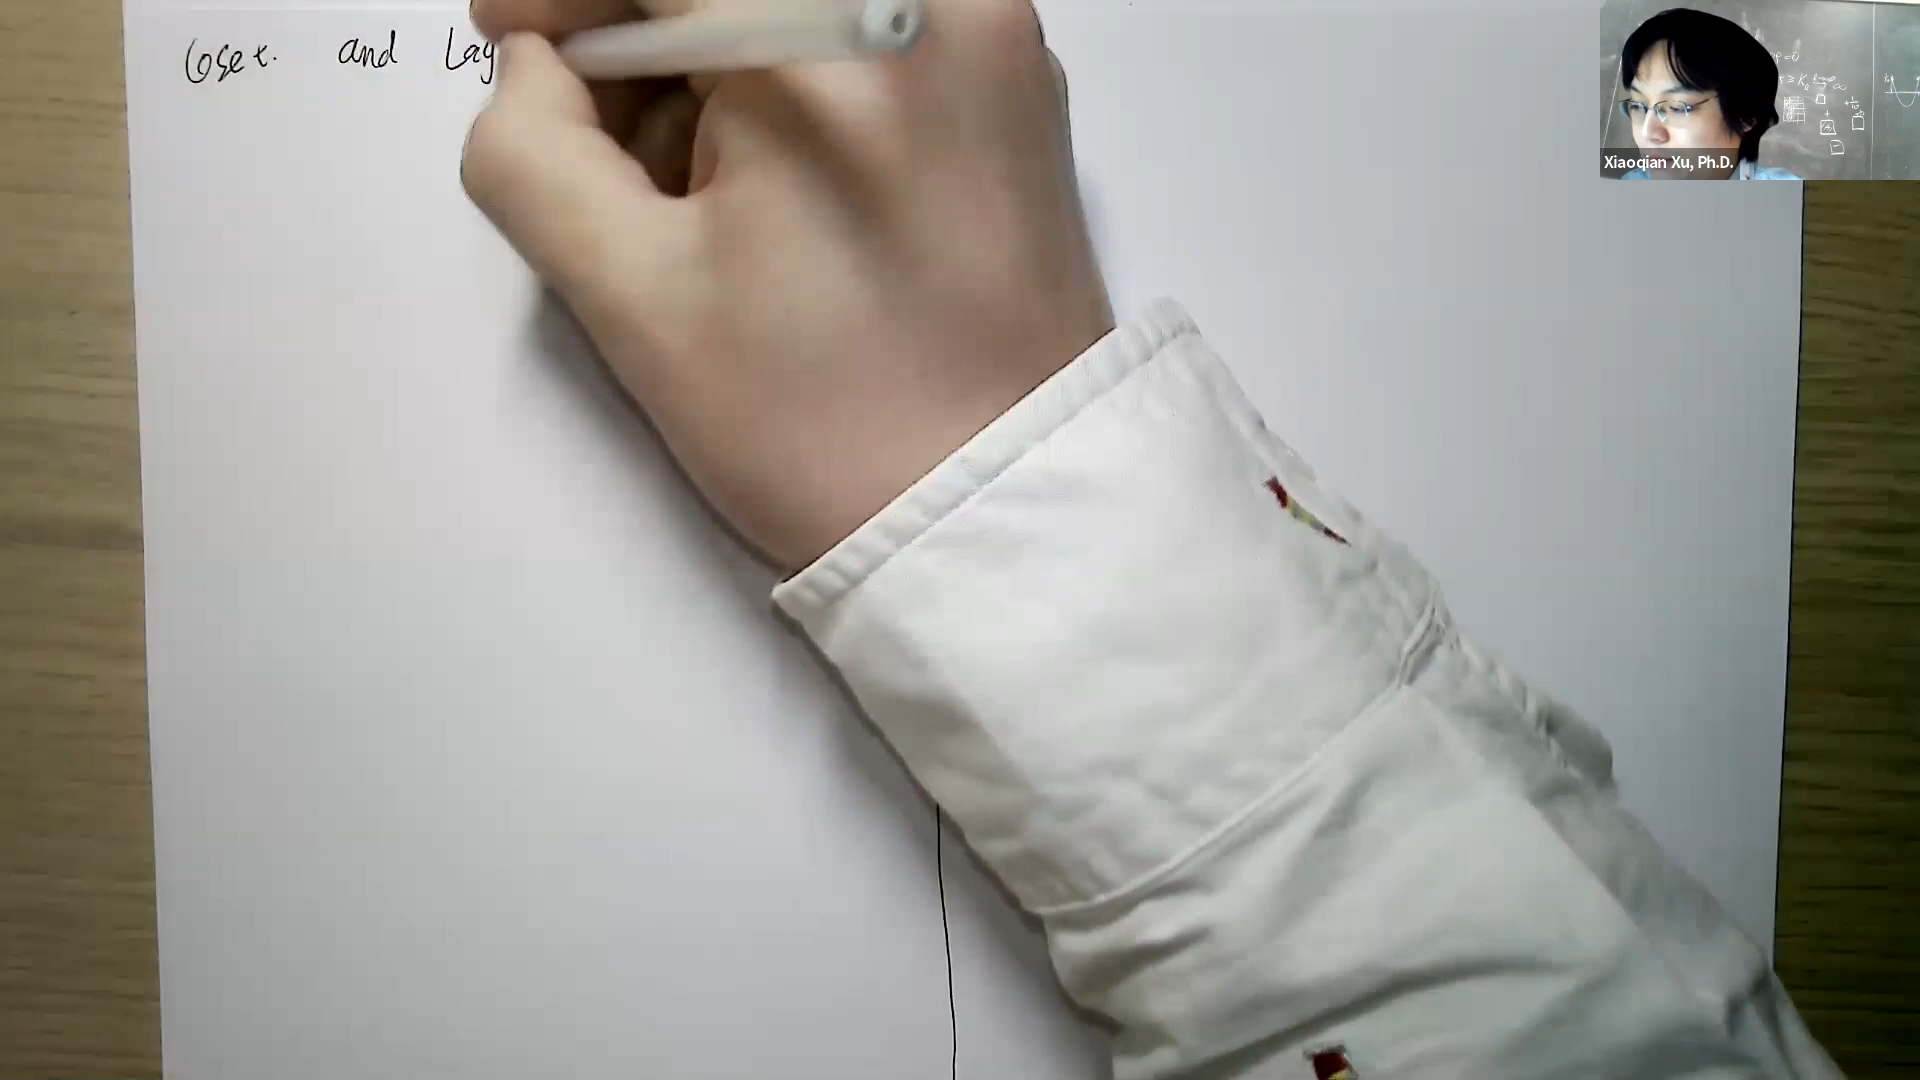 Coset. and Lag
Xiaoqian Xu, Ph.D.